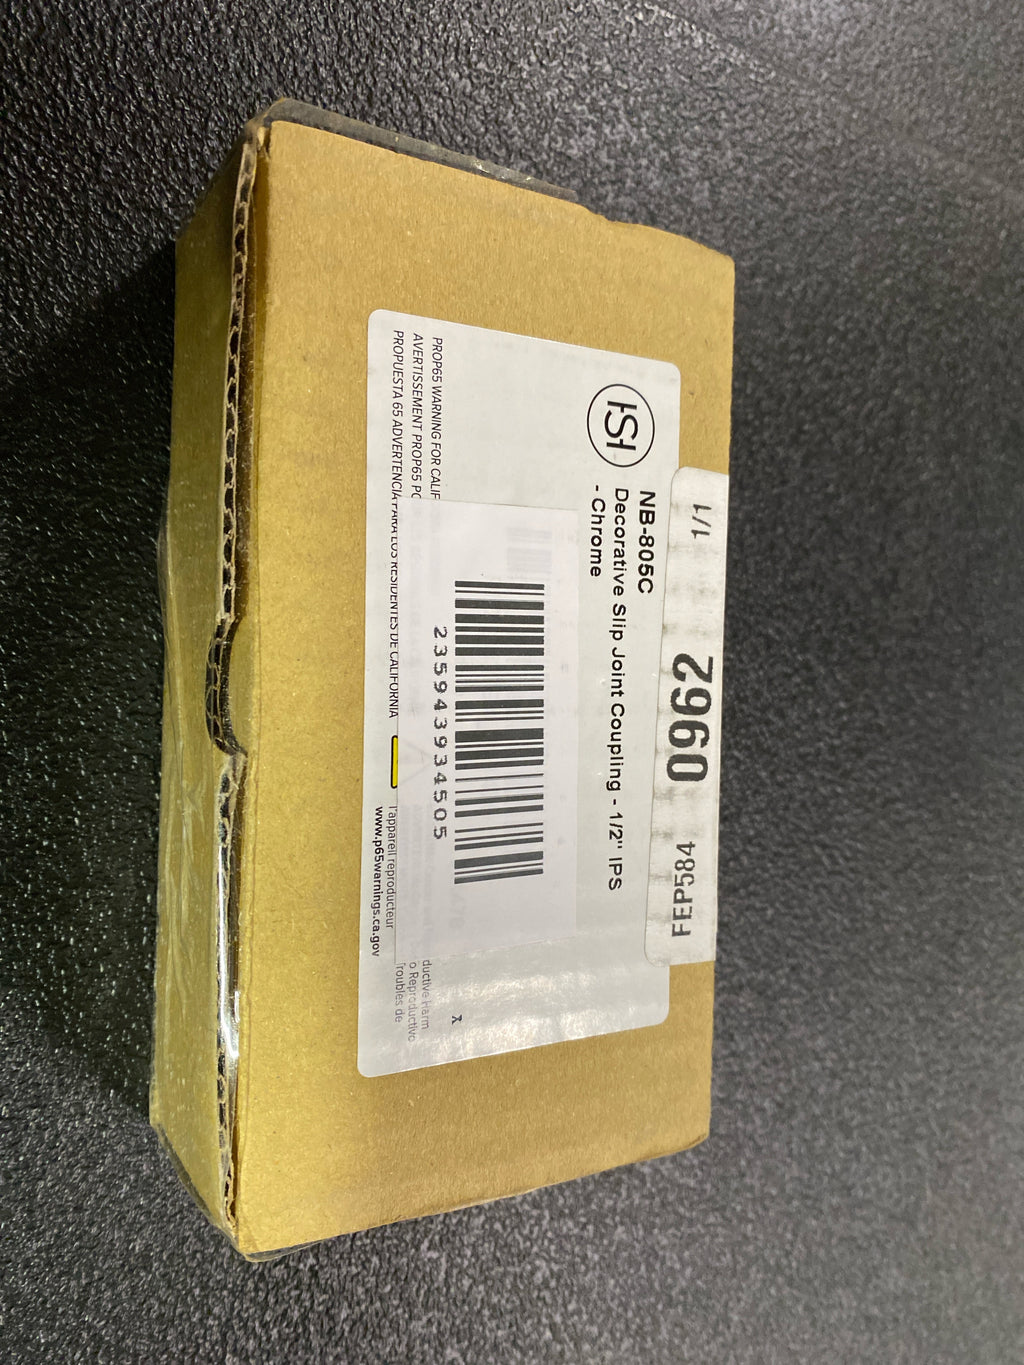 FEP584 0962 1/1
NB-805C
Decorative Slip Joint Coupling - 1/2" IPS
- Chrome
235943934505
PROP65 WARNING FOR CALIF
AVERTISSEMENT PROP65 PO
PROPUESTA 65 ADVERTENCIA PARA LOS RESIDENTES DE CALIFORNIA
ductive Harm
o Reproductivo
Troubles de
l'appareil reproducteur
www.p65warnings.ca.gov